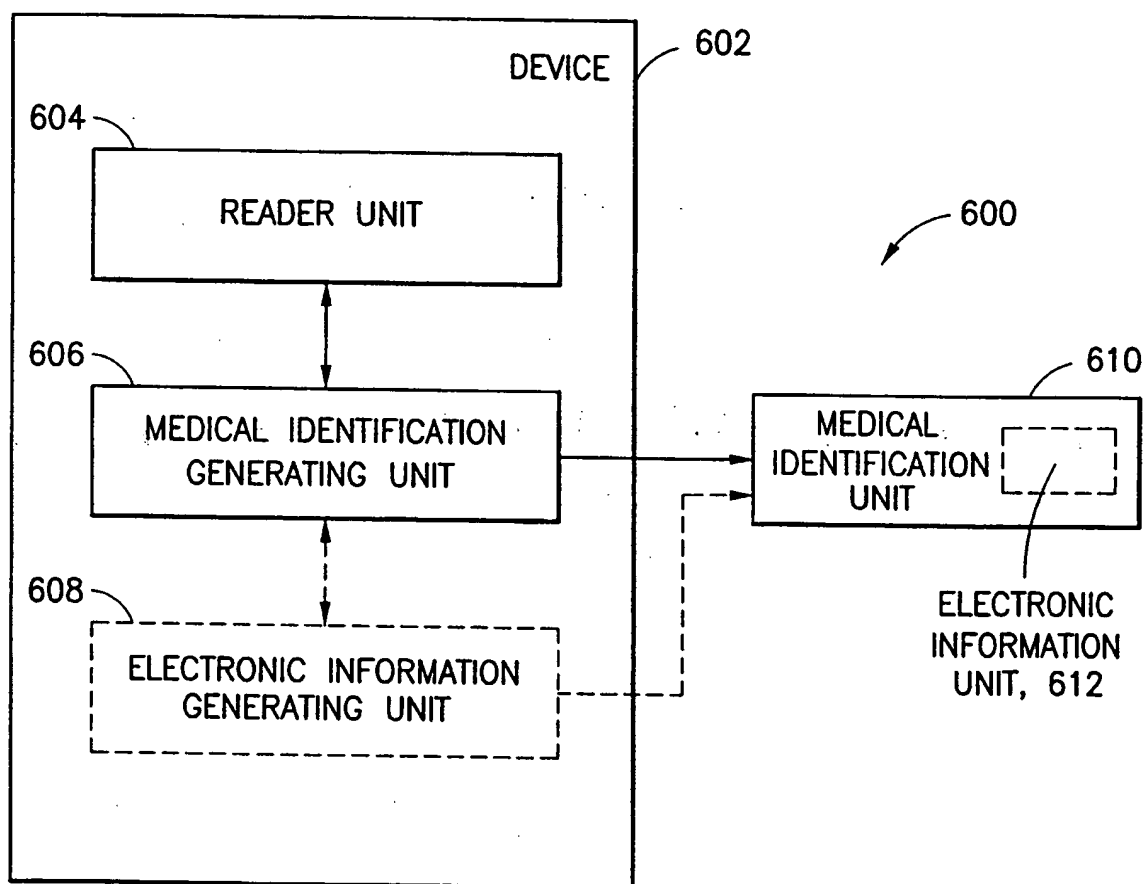 602
DEVICE
604
READER UNIT
600
606
610
MEDICAL IDENTIFICATION
GENERATING UNIT
MEDICAL
IDENTIFICATION
UNIT
608
ELECTRONIC INFORMATION
GENERATING UNIT
ELECTRONIC
INFORMATION
UNIT, 612